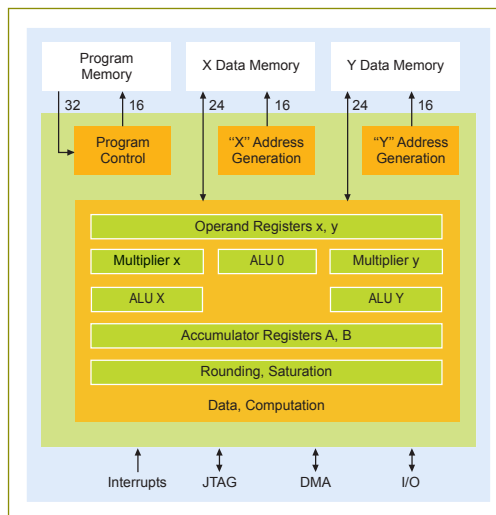 Program
Memory
X Data Memory
Y Data Memory
32
16
24
16
24
16
Program
Control
“X” Address
Generation
“Y” Address
Generation
Operand Registers x, y
Multiplier x
ALU 0
Multiplier y
ALU X
ALU Y
Accumulator Registers A, B
Rounding, Saturation
Data, Computation
Interrupts
JTAG
DMA
I/O